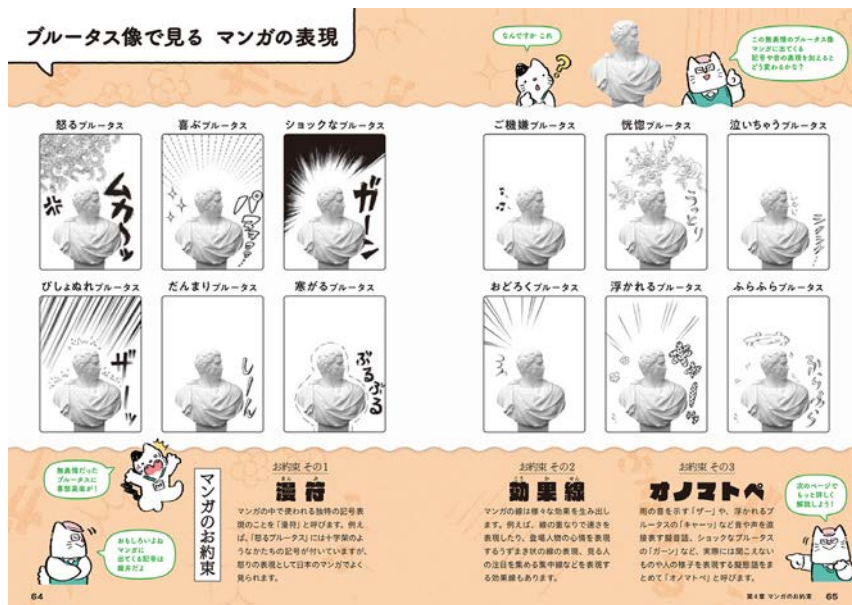 ブルータス像で見る マンガの表現
なんですか これ
この無表情のブルータス像
マンガに出てくる
記号や音の表現を加えると
どう変わるかな？
怒るブルータス
喜ぶブルータス
ショックなブルータス
ご機嫌ブルータス
恍惚ブルータス
泣いちゃうブルータス
ムカ〜ッ
パァァァ
ガーン
うっとり
シクシク…
びしょぬれブルータス
だんまりブルータス
寒がるブルータス
おどろくブルータス
浮かれるブルータス
ふらふらブルータス
ザーッ
しーん
ぶるぶる
キャーッ
ふらふら
無表情だった
ブルータスに
喜怒哀楽が！
おもしろいよね
マンガに
出てくる記号は
雄弁だよ
マンガのお約束
お約束 その1
まん ぷ
漫符
マンガの中で使われる独特の記号表
現のことを「漫符」と呼びます。例え
ば、「怒るブルータス」には十字架のよ
うなかたちの記号が付いていますが、
怒りの表現として日本のマンガでよく
見られます。
お約束 その2
こう か せん
効果線
マンガの線は様々な効果を生み出し
ます。例えば、線の重なりで速さを
表現したり、登場人物の心情を表現
するうずまき状の線の表現、見る人
の注目を集める集中線などを表現す
る効果線もあります。
お約束 その3
オノマトペ
雨の音を示す「ザー」や、浮かれるブ
ルータスの「キャーッ」など音や声を直
接表す擬音語、ショックなブルータス
の「ガーン」など、実際には聞こえない
ものや人の様子を表現する擬態語をま
とめて「オノマトペ」と呼びます。
次のページで
もっと詳しく
解説しよう！
64
第4章 マンガのお約束 65